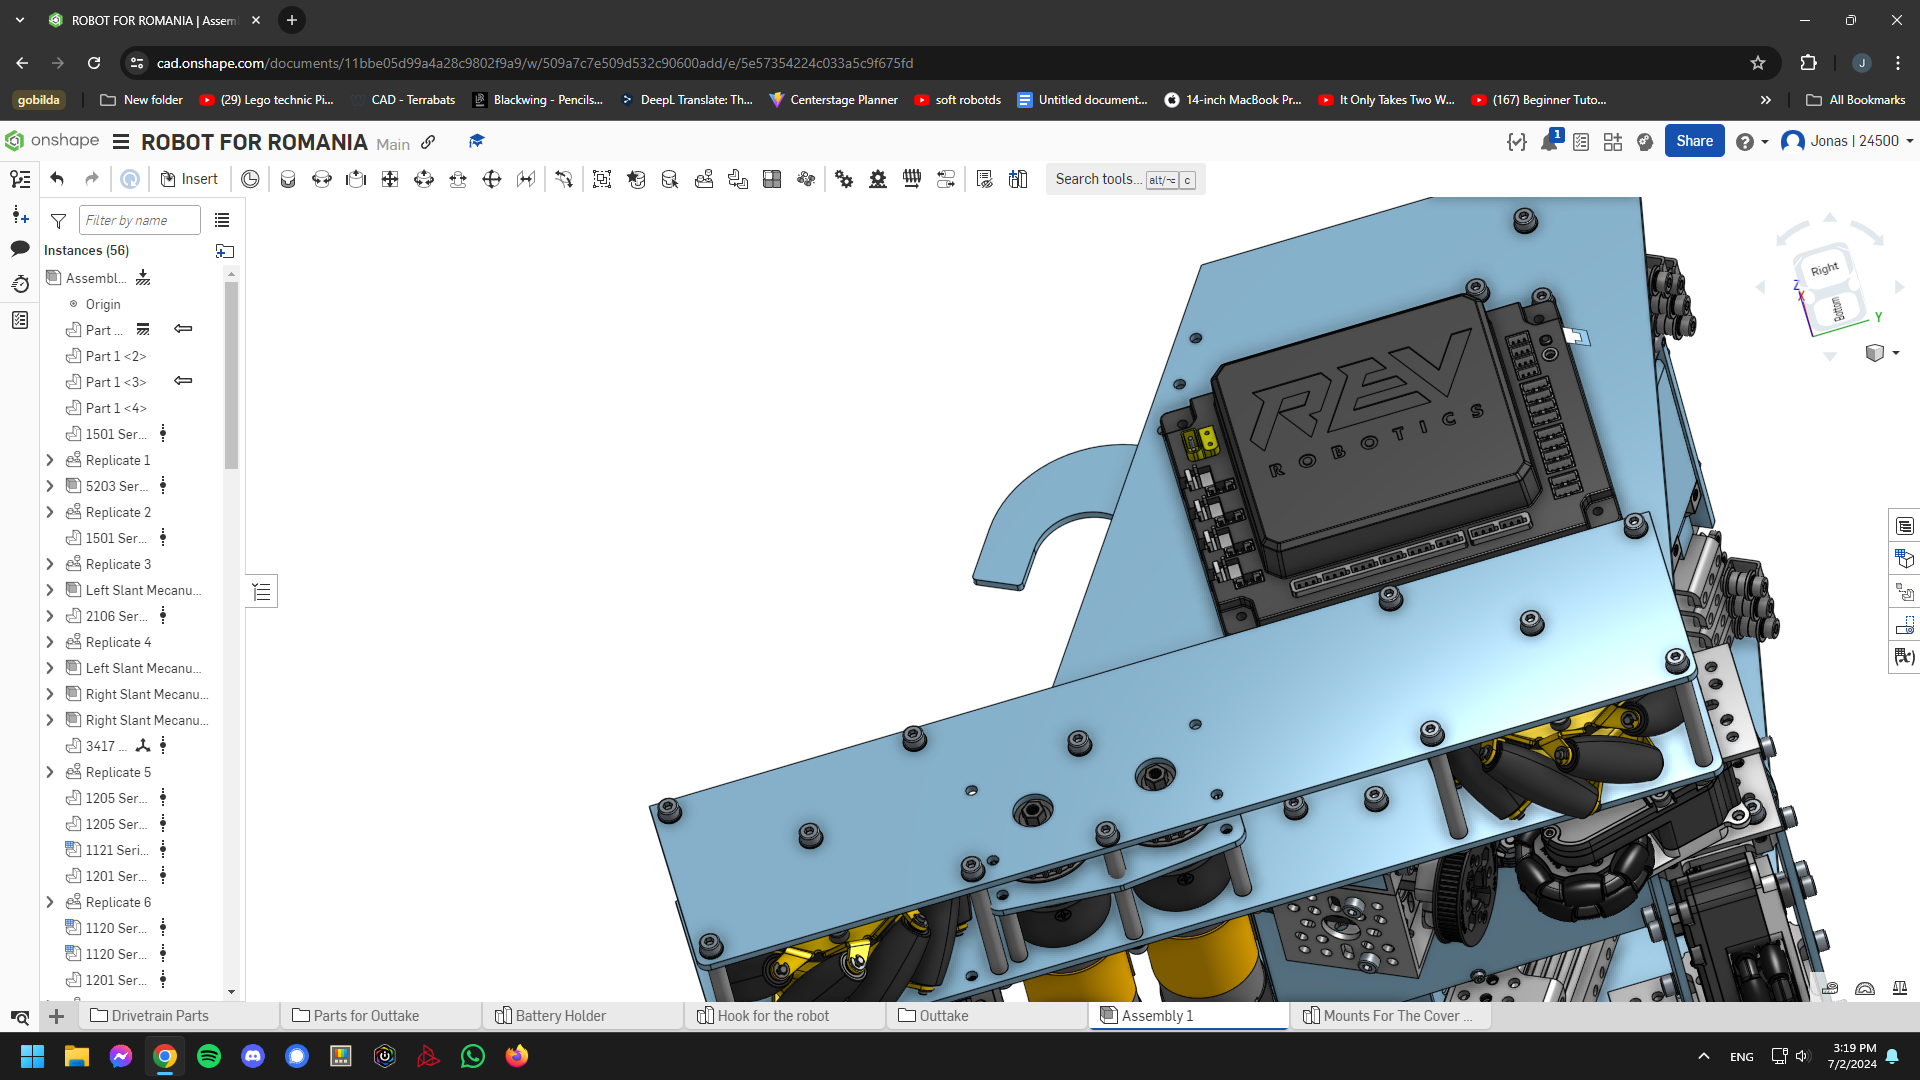 ROBOT FOR ROMANIA | Assem
cad.onshape.com/documents/11bbe05d99a4a28c9802f9a9/w/509a7c7e509d532c90600add/e/5e57354224c033a5c9f675fd
J
gobilda
New folder
(29) Lego technic Pi...
CAD - Terrabats
Blackwing - Pencils...
DeepL Translate: Th...
Centerstage Planner
soft robotds
Untitled document...
14-inch MacBook Pr...
It Only Takes Two W...
(167) Beginner Tuto...
»
All Bookmarks
onshape
ROBOT FOR ROMANIA
Main
1
Share
Jonas | 24500
Insert
Search tools...
alt/⌥
c
Filter by name
Instances (56)
Assembl...
Origin
Part ...
Part 1 <2>
Part 1 <3>
Part 1 <4>
1501 Ser...
Replicate 1
5203 Ser...
Replicate 2
1501 Ser...
Replicate 3
Left Slant Mecanu...
2106 Ser...
Replicate 4
Left Slant Mecanu...
Right Slant Mecanu...
Right Slant Mecanu...
3417 ...
Replicate 5
1205 Ser...
1205 Ser...
1121 Seri...
1201 Ser...
Replicate 6
1120 Ser...
1120 Ser...
1201 Ser...
REV
ROBOTICS
Right
Bottom
Z
X
Y
Drivetrain Parts
Parts for Outtake
Battery Holder
Hook for the robot
Outtake
Assembly 1
Mounts For The Cover ...
ENG
3:19 PM
7/2/2024